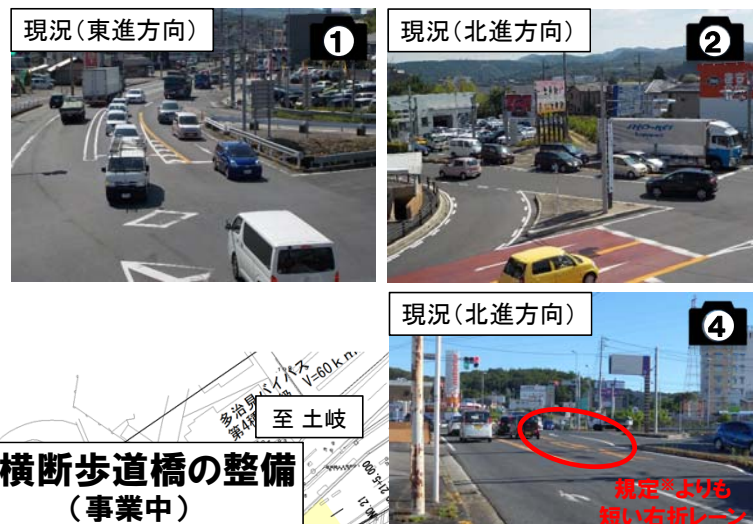 現況（東進方向）
①
現況（北進方向）
②
現況（北進方向）
④
多治見バイパス
V=60km
至 土岐
横断歩道橋の整備
（事業中）
規定※よりも
短い右折レーン